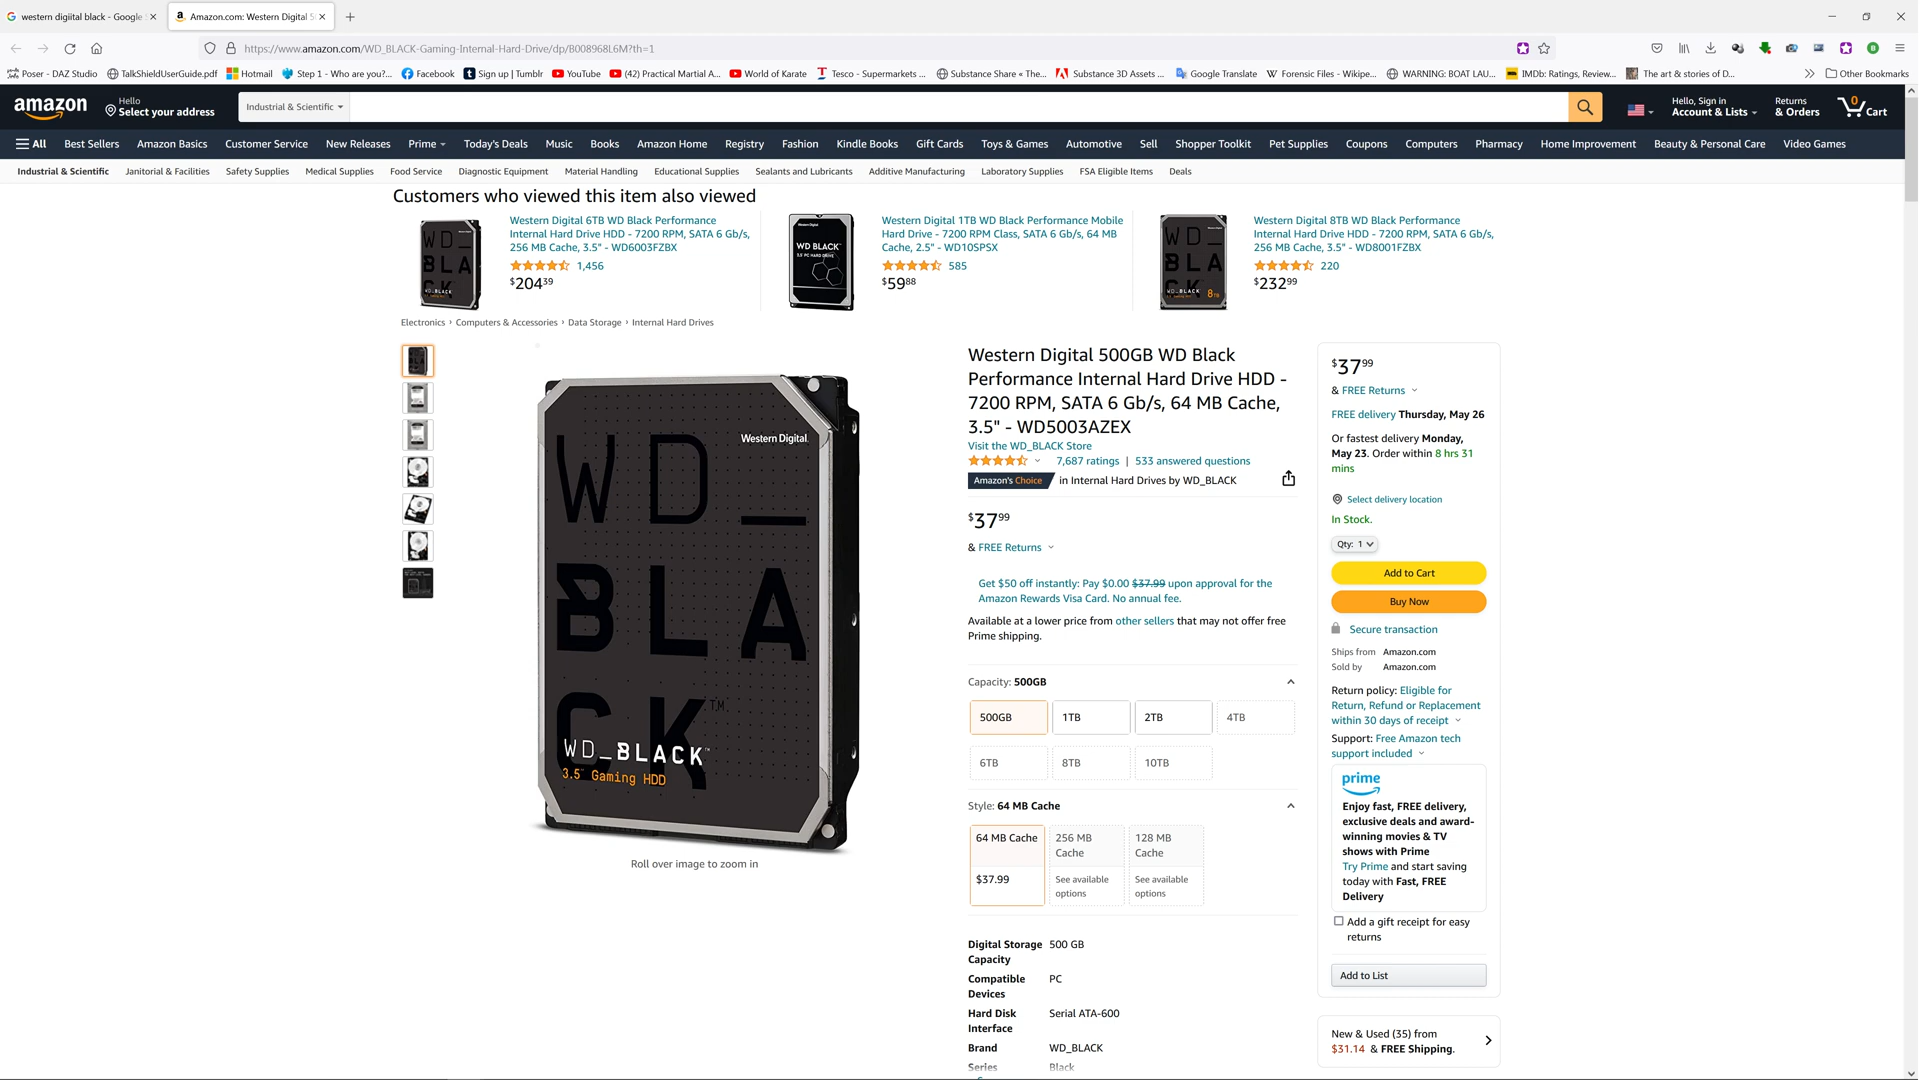 western digiital black - Google S
Amazon.com: Western Digital 5
https://www.amazon.com/WD_BLACK-Gaming-Internal-Hard-Drive/dp/B008968L6M?th=1
Poser - DAZ Studio
TalkShieldUserGuide.pdf
Hotmail
Step 1 - Who are you?...
Facebook
Sign up | Tumblr
YouTube
(42) Practical Martial A...
World of Karate
Tesco - Supermarkets ...
Substance Share « The...
Substance 3D Assets ...
Google Translate
Forensic Files - Wikipe...
WARNING: BOAT LAU...
IMDb: Ratings, Review...
The art & stories of D...
Other Bookmarks
amazon
Hello
Select your address
Industrial & Scientific
Hello, Sign in
Account & Lists
Returns
& Orders
0
Cart
All
Best Sellers
Amazon Basics
Customer Service
New Releases
Prime
Today's Deals
Music
Books
Amazon Home
Registry
Fashion
Kindle Books
Gift Cards
Toys & Games
Automotive
Sell
Shopper Toolkit
Pet Supplies
Coupons
Computers
Pharmacy
Home Improvement
Beauty & Personal Care
Video Games
Industrial & Scientific
Janitorial & Facilities
Safety Supplies
Medical Supplies
Food Service
Diagnostic Equipment
Material Handling
Educational Supplies
Sealants and Lubricants
Additive Manufacturing
Laboratory Supplies
FSA Eligible Items
Deals
Customers who viewed this item also viewed
WD_
BLA
CK
WD_BLACK
Western Digital 6TB WD Black Performance
Internal Hard Drive HDD - 7200 RPM, SATA 6 Gb/s,
256 MB Cache, 3.5" - WD6003FZBX
1,456
$204 39
Western Digital
WD BLACK™
Western Digital 1TB WD Black Performance Mobile
Hard Drive - 7200 RPM Class, SATA 6 Gb/s, 64 MB
Cache, 2.5" - WD10SPSX
585
$59 88
WD_
BLA
CK
WD_BLACK
8TB
Western Digital 8TB WD Black Performance
Internal Hard Drive HDD - 7200 RPM, SATA 6 Gb/s,
256 MB Cache, 3.5" - WD8001FZBX
220
$232 99
Electronics › Computers & Accessories › Data Storage › Internal Hard Drives
Western Digital
WD_
BLA
CK™
WD_BLACK™
3.5" Gaming HDD
Roll over image to zoom in
Western Digital 500GB WD Black
Performance Internal Hard Drive HDD -
7200 RPM, SATA 6 Gb/s, 64 MB Cache,
3.5" - WD5003AZEX
Visit the WD_BLACK Store
7,687 ratings | 533 answered questions
Amazon's Choice in Internal Hard Drives by WD_BLACK
$37 99
& FREE Returns
Get $50 off instantly: Pay $0.00 $37.99 upon approval for the
Amazon Rewards Visa Card. No annual fee.
Available at a lower price from other sellers that may not offer free
Prime shipping.
Capacity: 500GB
500GB
1TB
2TB
4TB
6TB
8TB
10TB
Style: 64 MB Cache
64 MB Cache
$37.99
256 MB
Cache
See available
options
128 MB
Cache
See available
options
Digital Storage
Capacity
500 GB
Compatible
Devices
PC
Hard Disk
Interface
Serial ATA-600
Brand
WD_BLACK
Series
Black
$37 99
& FREE Returns
FREE delivery Thursday, May 26
Or fastest delivery Monday,
May 23. Order within 8 hrs 31
mins
Select delivery location
In Stock.
Qty: 1
Add to Cart
Buy Now
Secure transaction
Ships from Amazon.com
Sold by Amazon.com
Return policy: Eligible for
Return, Refund or Replacement
within 30 days of receipt
Support: Free Amazon tech
support included
prime
Enjoy fast, FREE delivery,
exclusive deals and award-
winning movies & TV
shows with Prime
Try Prime and start saving
today with Fast, FREE
Delivery
Add a gift receipt for easy
returns
Add to List
New & Used (35) from
$31.14 & FREE Shipping.